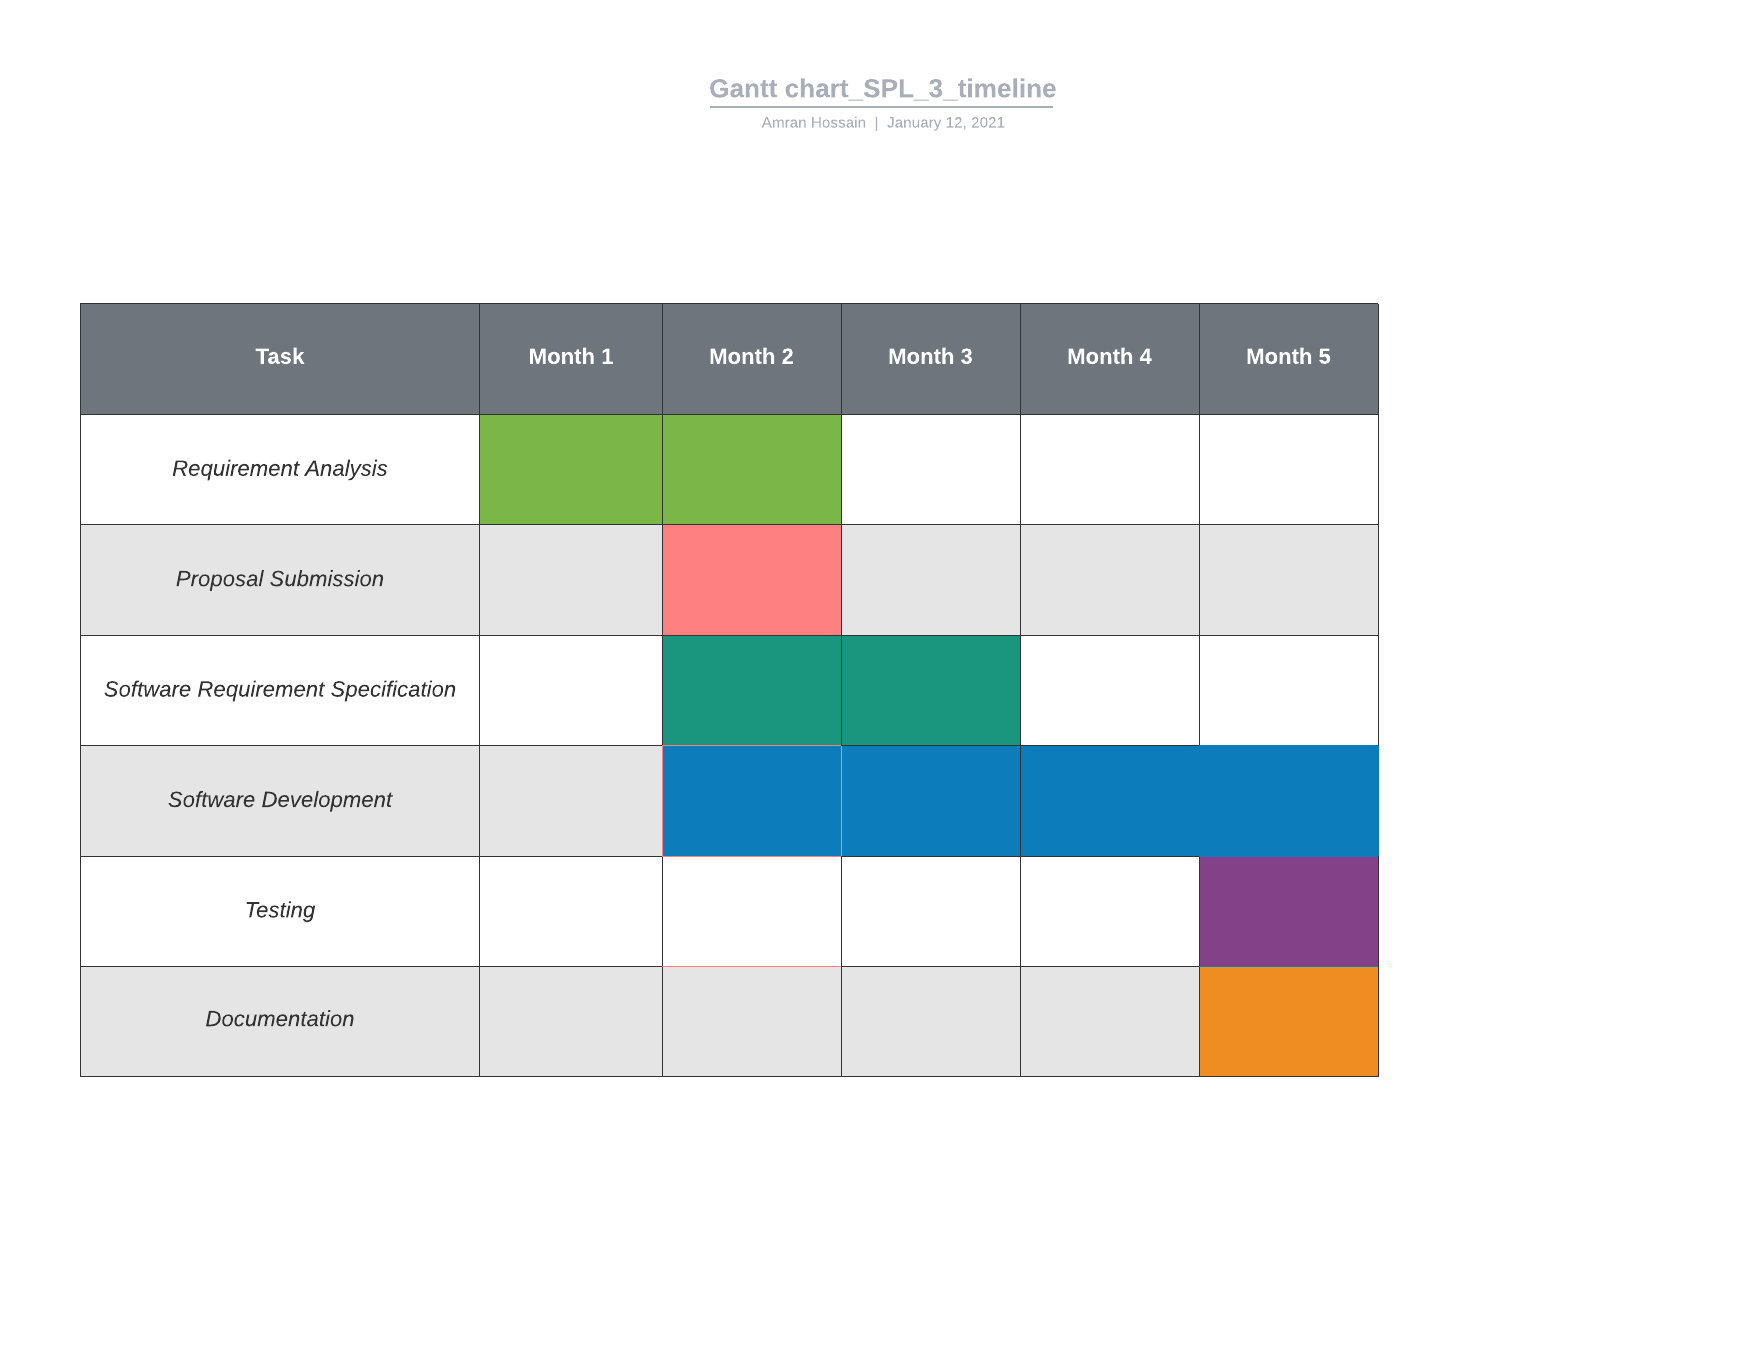 Gantt chart_SPL_3_timeline
Amran Hossain | January 12, 2021
Task Month 1 Month 2 Month 3 Month 4 Month 5
Requirement Analysis
Proposal Submission
Software Requirement Specification
Software Development
Testing
Documentation